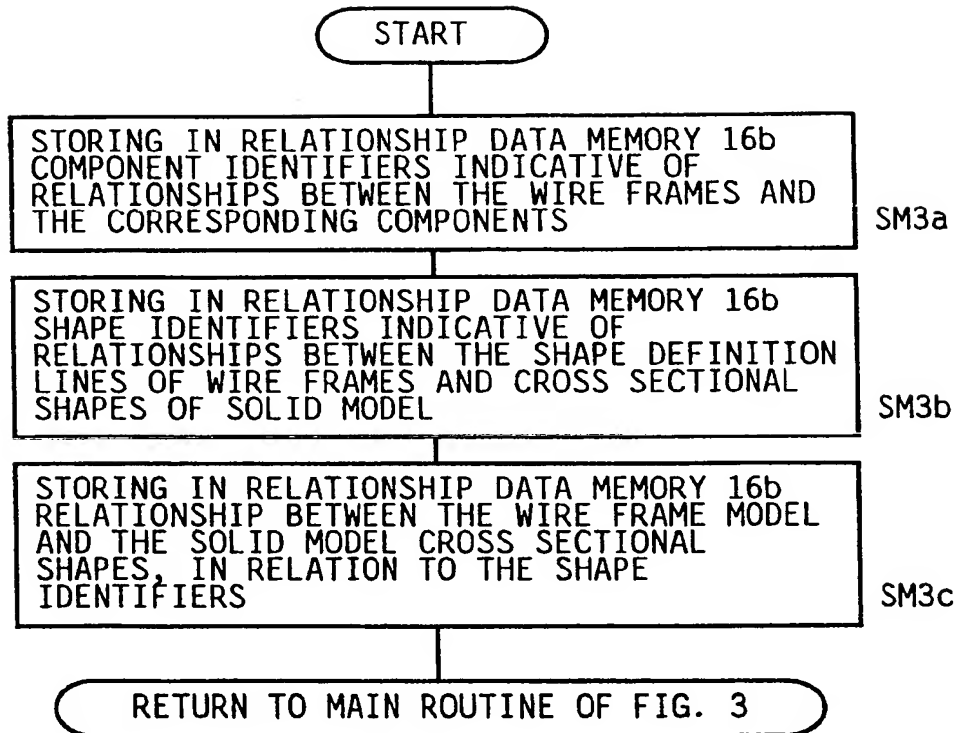 START
STORING IN RELATIONSHIP DATA MEMORY 16b
COMPONENT IDENTIFIERS INDICATIVE OF
RELATIONSHIPS BETWEEN THE WIRE FRAMES AND
THE CORRESPONDING COMPONENTS
SM3a
STORING IN RELATIONSHIP DATA MEMORY 16b
SHAPE IDENTIFIERS INDICATIVE OF
RELATIONSHIPS BETWEEN THE SHAPE DEFINITION
LINES OF WIRE FRAMES AND CROSS SECTIONAL
SHAPES OF SOLID MODEL
SM3b
STORING IN RELATIONSHIP DATA MEMORY 16b
RELATIONSHIP BETWEEN THE WIRE FRAME MODEL
AND THE SOLID MODEL CROSS SECTIONAL
SHAPES, IN RELATION TO THE SHAPE
IDENTIFIERS
SM3c
RETURN TO MAIN ROUTINE OF FIG. 3